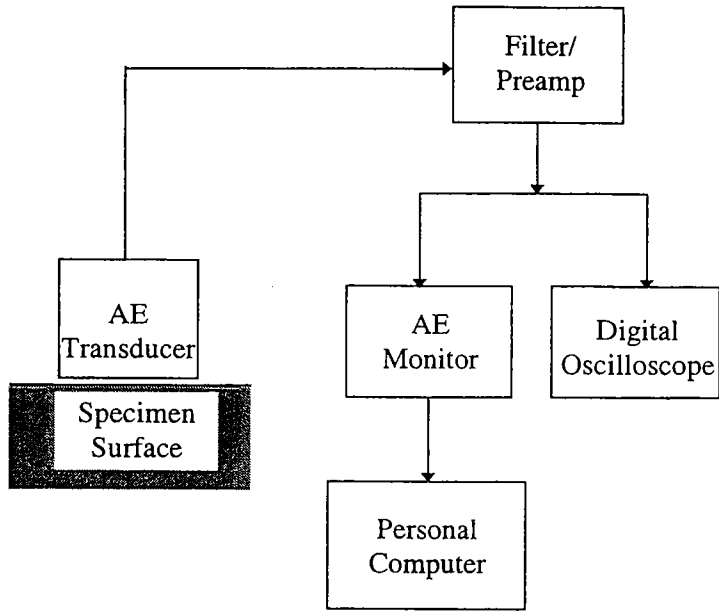 Filter/
Preamp
AE
Transducer
AE
Monitor
Digital
Oscilloscope
Specimen
Surface
Personal
Computer